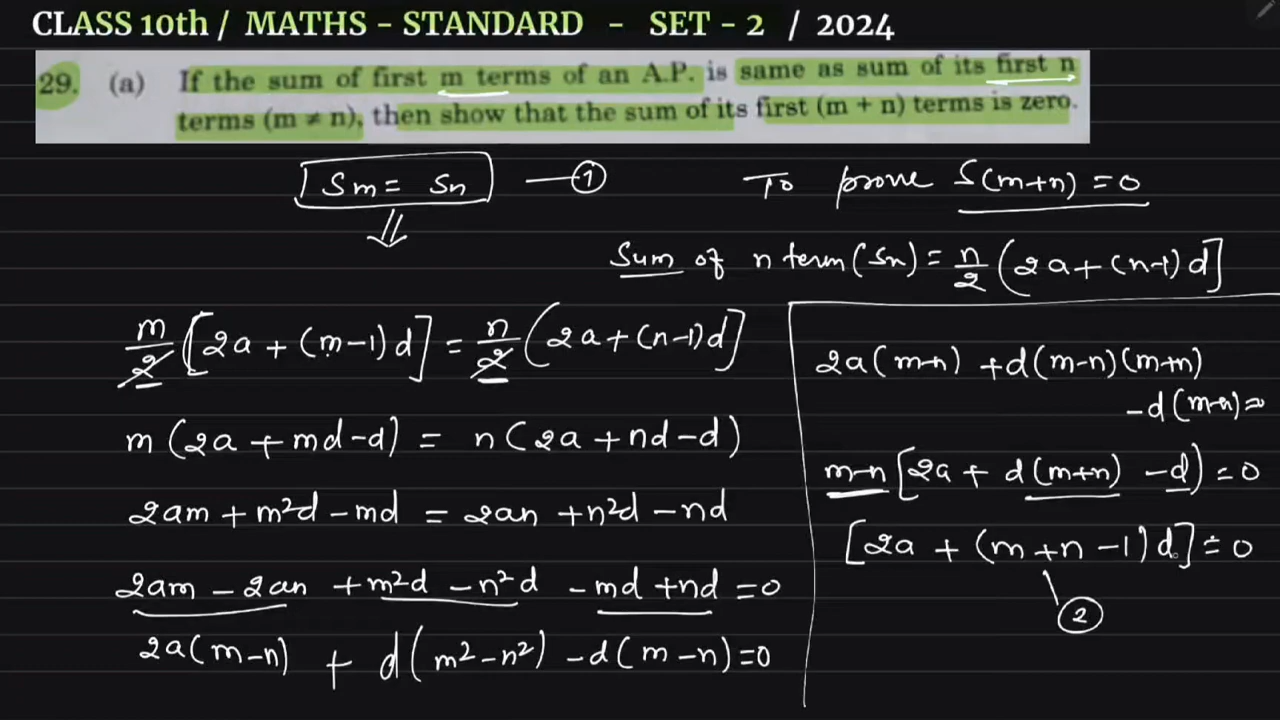 CLASS 10th / MATHS - STANDARD - SET - 2 / 2024
29. (a) If the sum of first m terms of an A.P. is same as sum of its first n
terms (m ≠ n), then show that the sum of its first (m + n) terms is zero.
Sm = Sn — ①
To prove S(m+n) = 0
⇓
Sum of n term (Sn) = n/2 (2a + (n-1)d]
m/2 [2a + (m-1)d] = n/2 (2a + (n-1)d]
m(2a + md - d) = n(2a + nd - d)
2am + m²d - md = 2an + n²d - nd
2am - 2an + m²d - n²d - md + nd = 0
2a(m-n) + d(m² - n²) - d(m-n) = 0
2a(m-n) + d(m-n)(m+n)
-d(m-n) =
m-n [2a + d(m+n) - d) = 0
[2a + (m+n-1)d] = 0
②